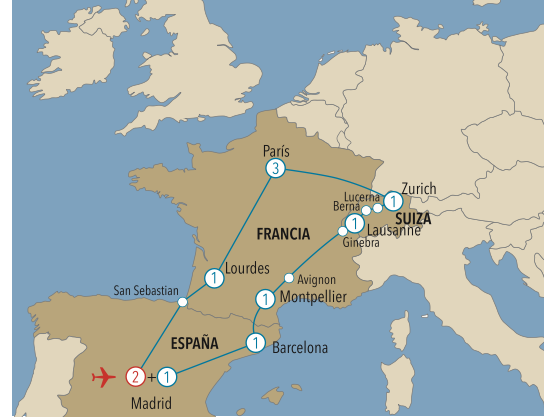 París
3
Zurich
1
Lucerna
Berna
SUIZA
1
Lausanne
Ginebra
FRANCIA
Lourdes
1
Avignon
San Sebastian
1
Montpellier
ESPAÑA
1
Barcelona
2 + 1
Madrid